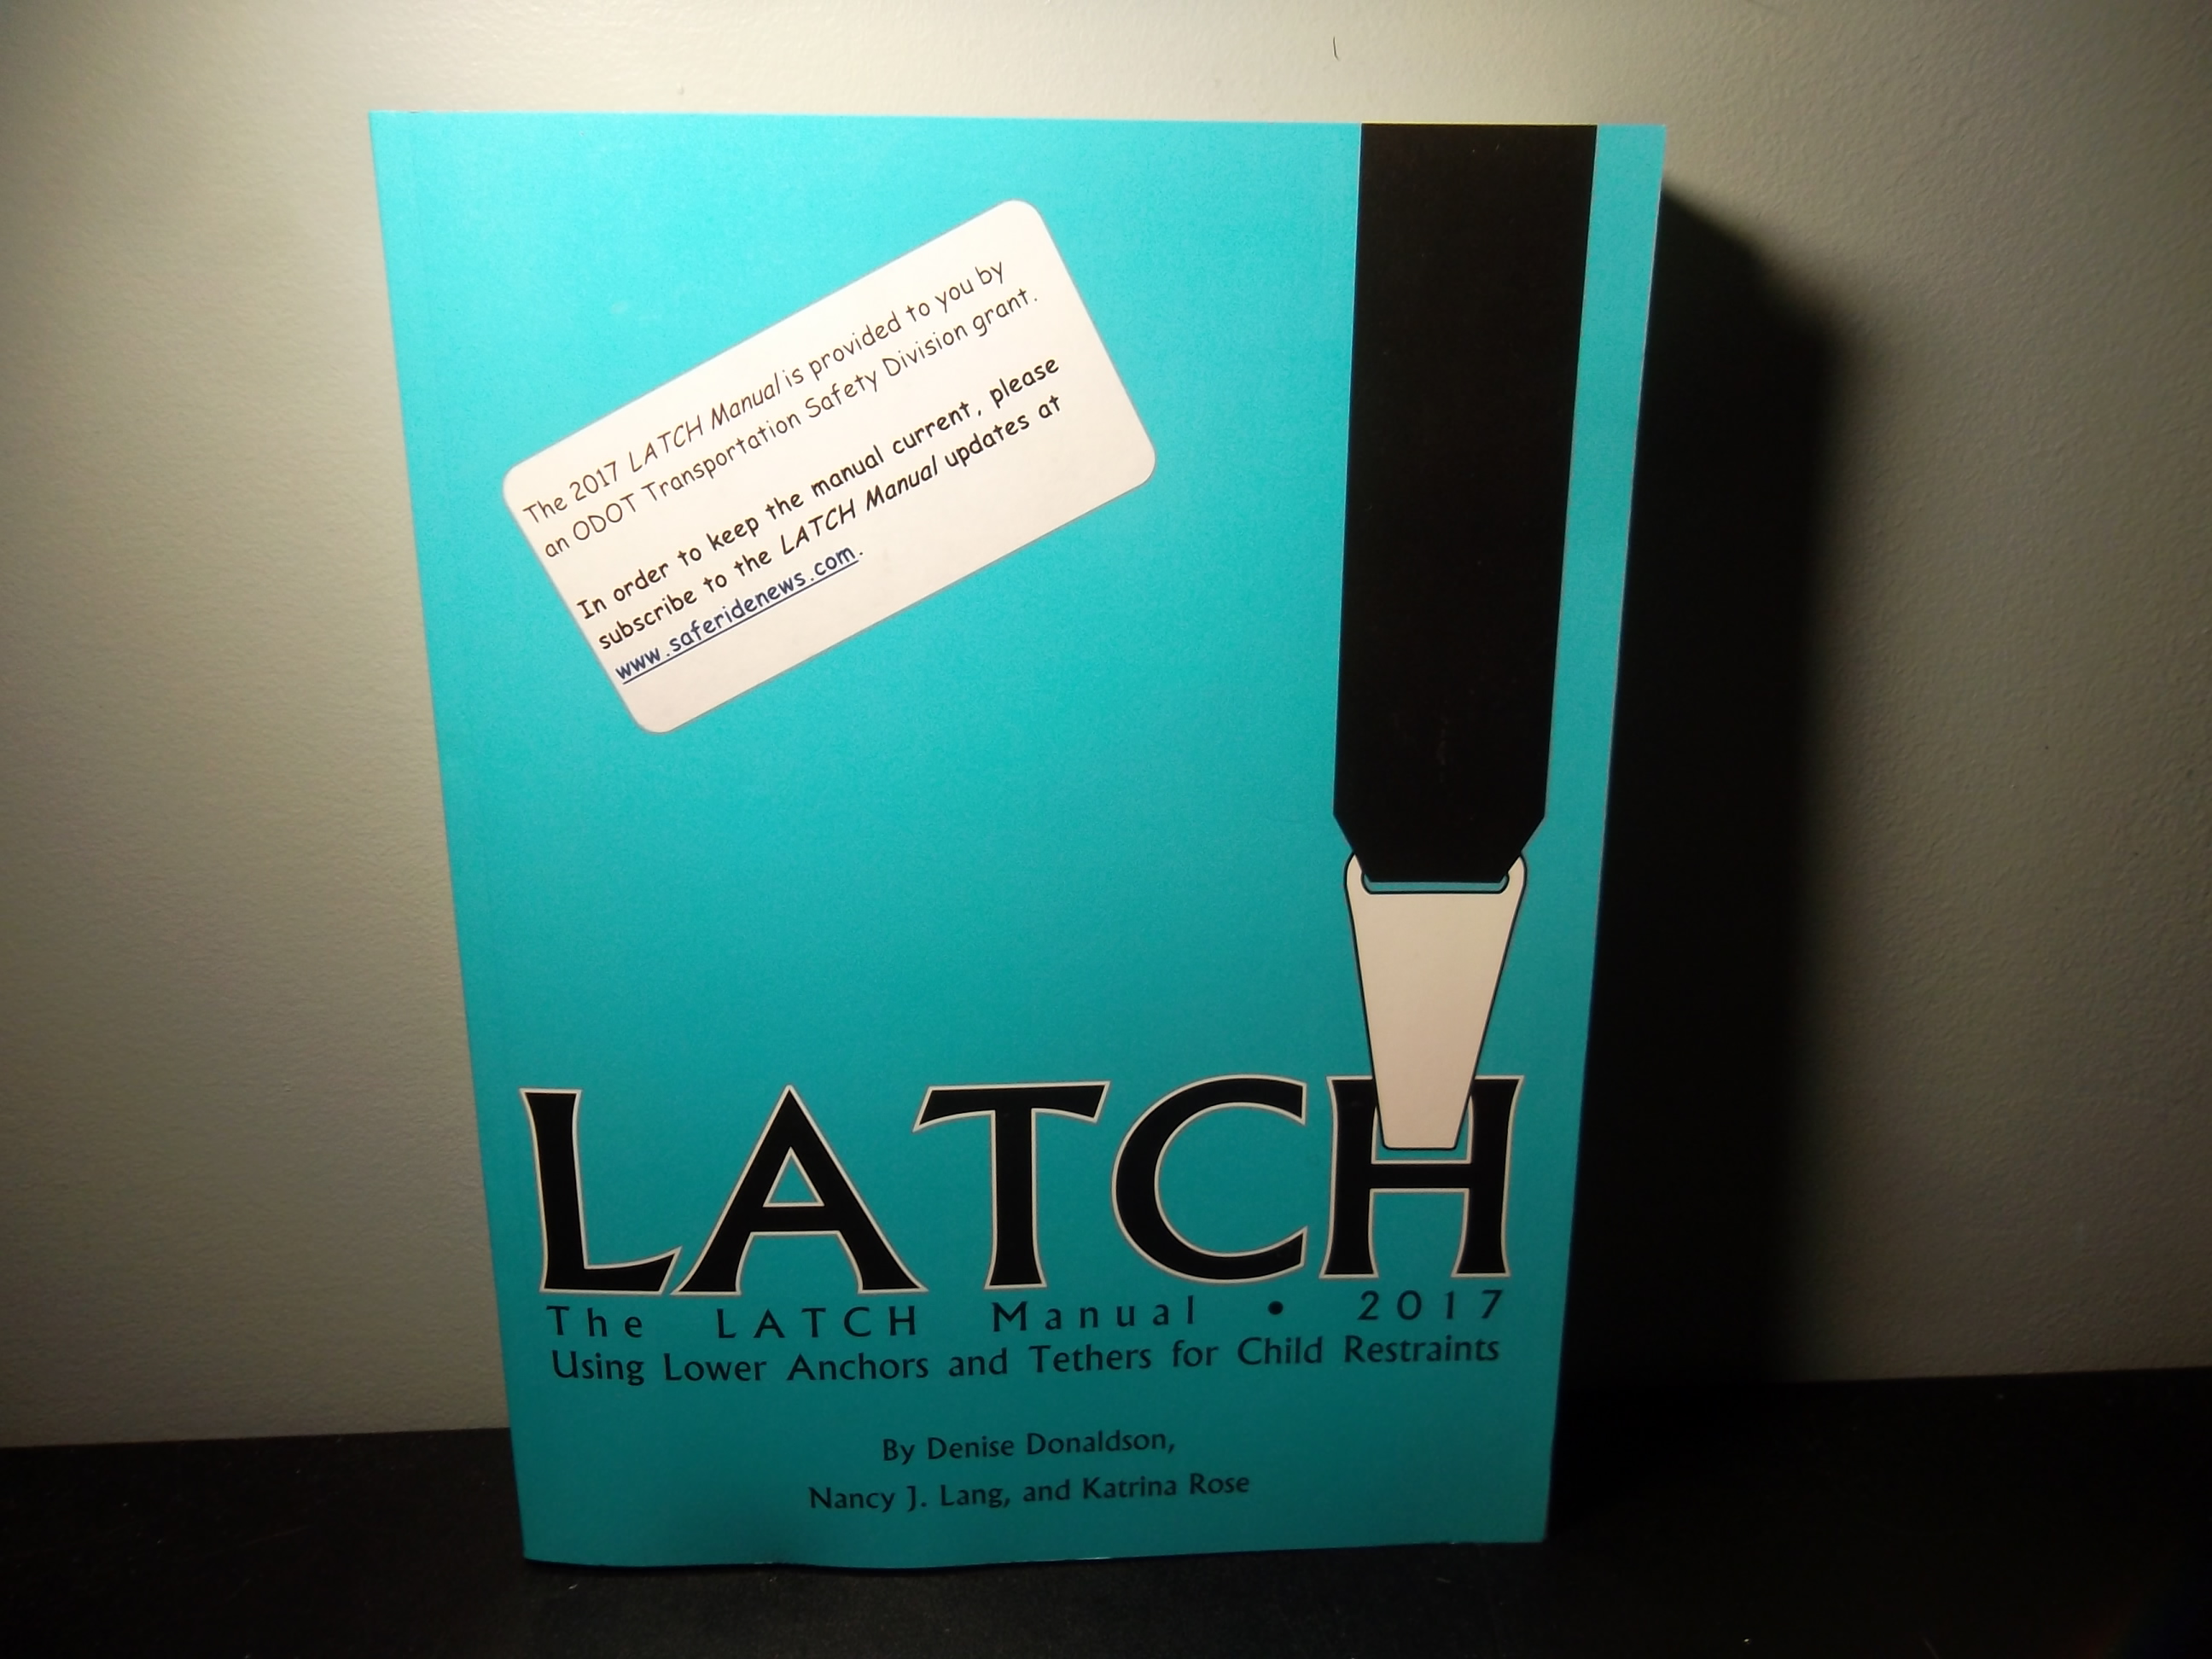 The 2017 LATCH Manual is provided to you by
an ODOT Transportation Safety Division grant.
In order to keep the manual current, please
subscribe to the LATCH Manual updates at
www.saferidenews.com.
LATCH
The LATCH Manual • 2017
Using Lower Anchors and Tethers for Child Restraints
By Denise Donaldson,
Nancy J. Lang, and Katrina Rose